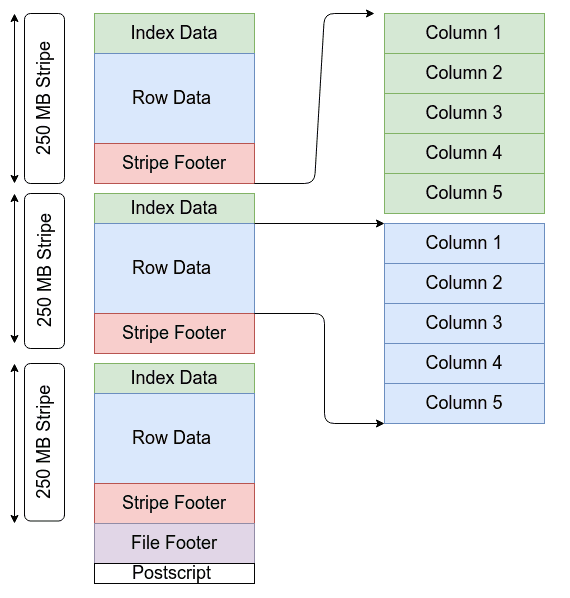 250 MB Stripe
Index Data
Row Data
Stripe Footer
250 MB Stripe
Index Data
Row Data
Stripe Footer
250 MB Stripe
Index Data
Row Data
Stripe Footer
File Footer
Postscript
Column 1
Column 2
Column 3
Column 4
Column 5
Column 1
Column 2
Column 3
Column 4
Column 5